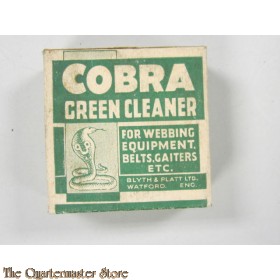 COBRA
GREEN CLEANER
FOR WEBBING
EQUIPMENT,
BELTS, GAITERS
ETC.
BLYTH & PLATT LTD.
WATFORD. ENG.
The Quartermaster Store